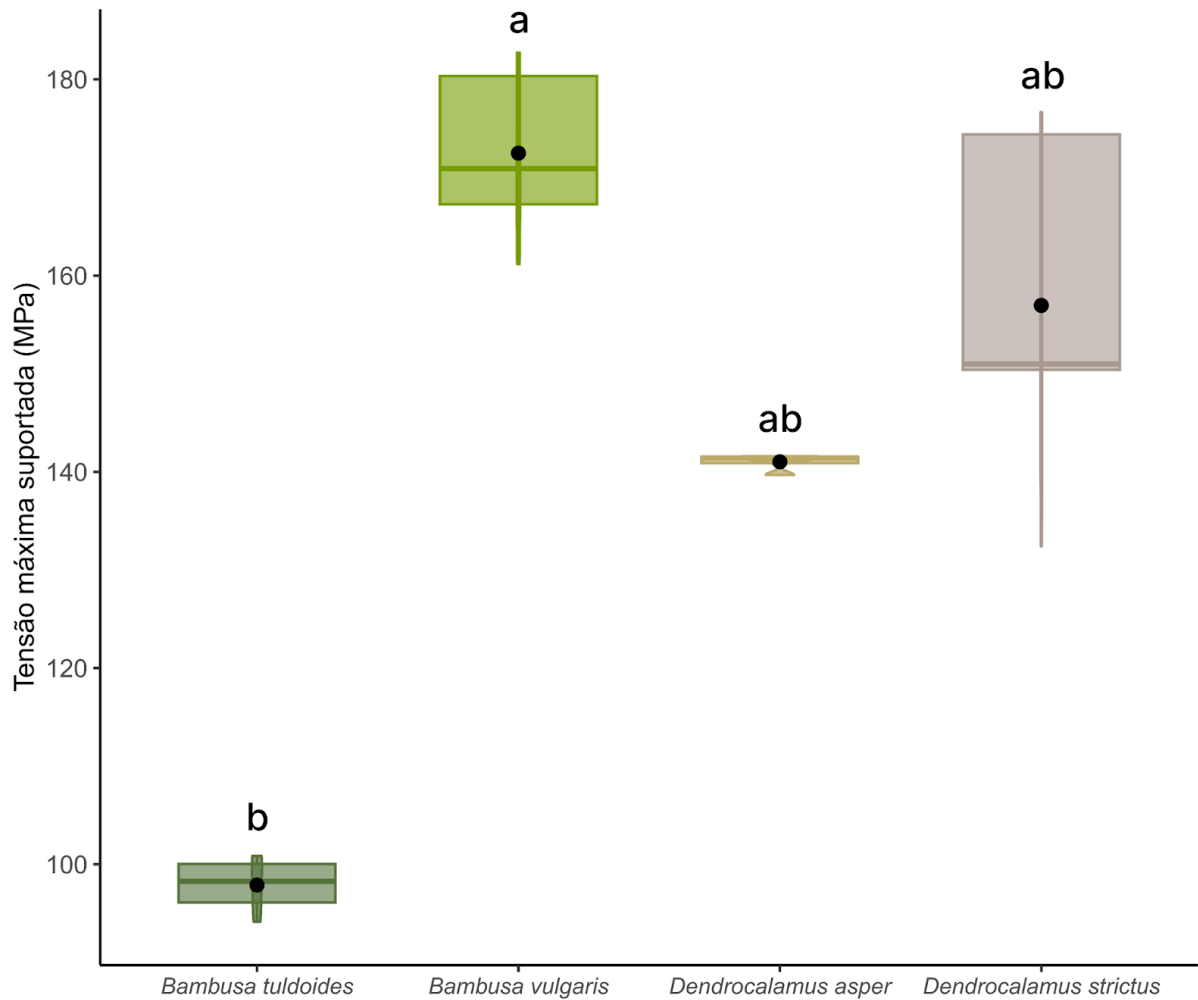 a
ab
180
160
ab
140
Tensão máxima suportada (MPa)
120
b
100
Bambusa tuldoides
Bambusa vulgaris
Dendrocalamus asper
Dendrocalamus strictus